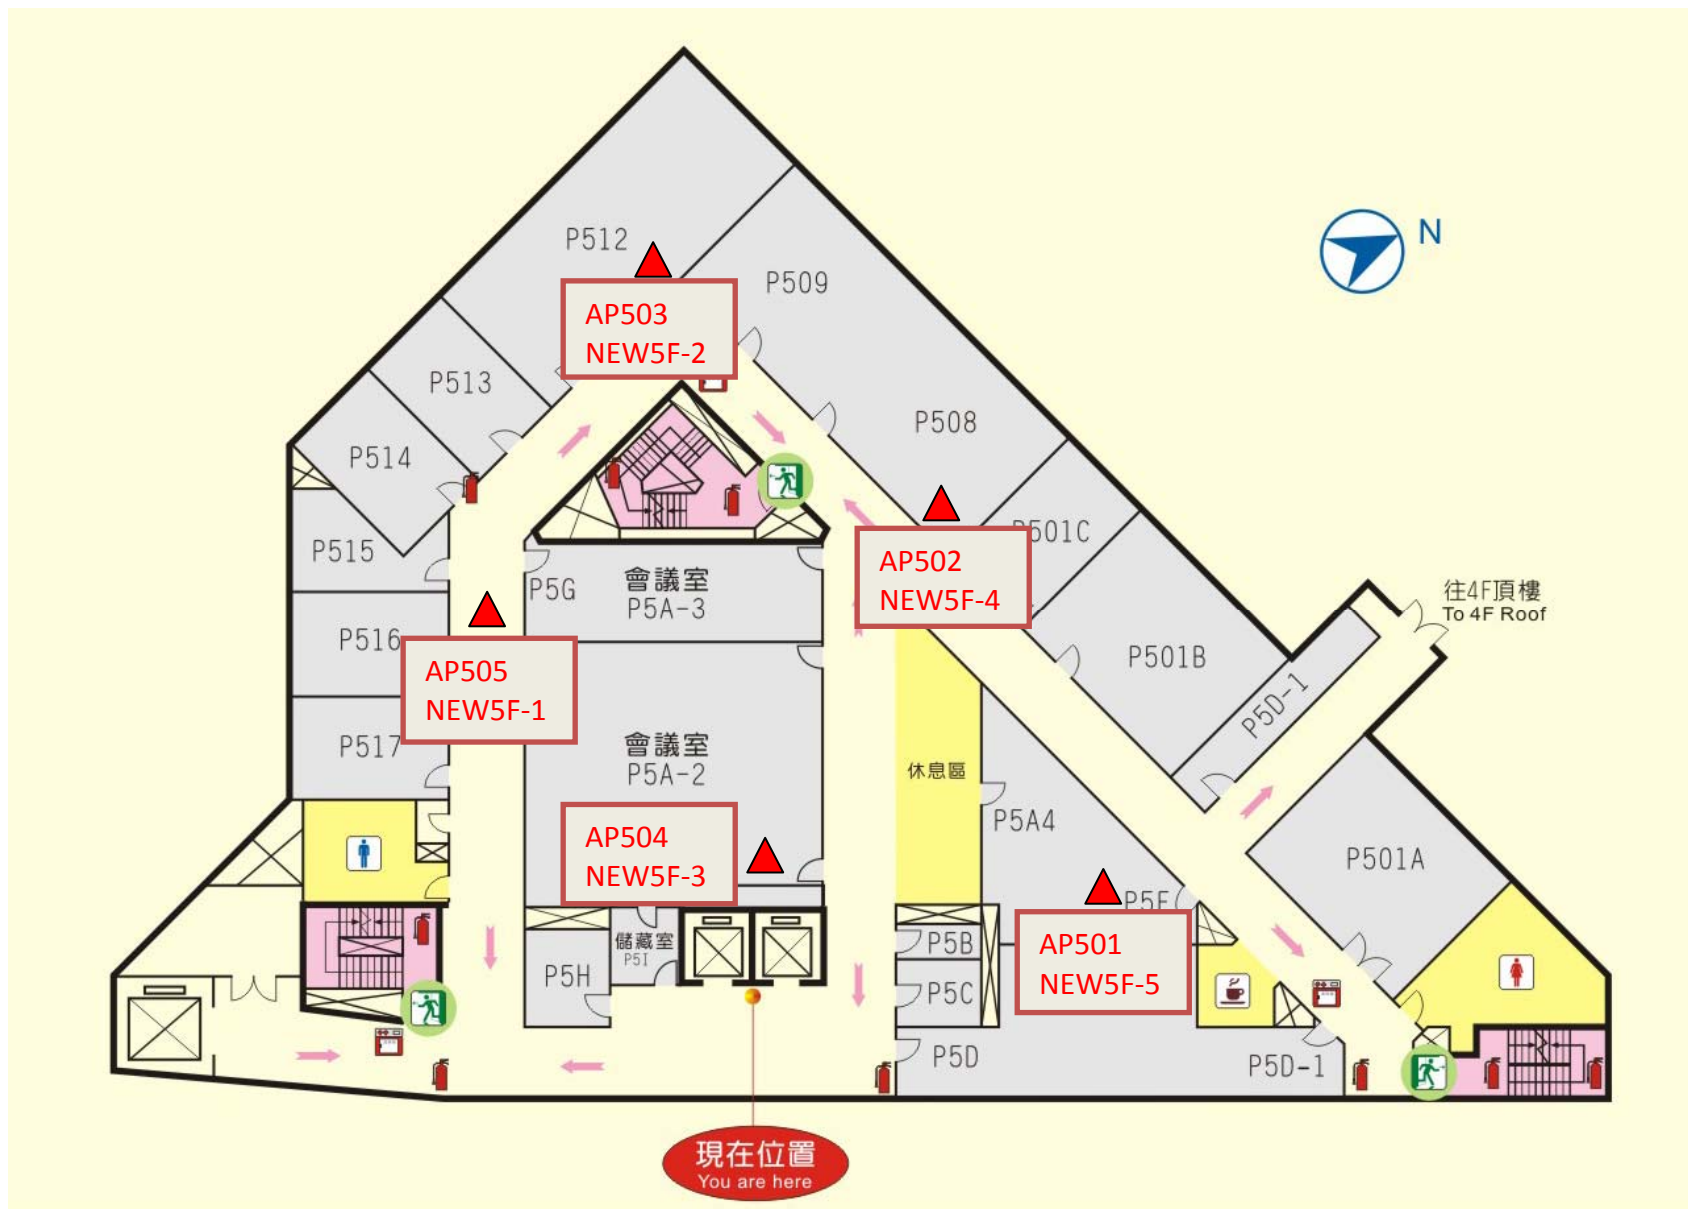 N
P512
P509
AP503
NEW5F-2
P513
P508
P514
P501C
P515
AP502
NEW5F-4
會議室
P5A-3
P5G
往4F頂樓
To 4F Roof
P516
AP505
NEW5F-1
P501B
P5D-1
P517
會議室
P5A-2
休息區
P5A4
AP504
NEW5F-3
P501A
P5E
AP501
NEW5F-5
儲藏室
P5I
P5B
P5H
P5C
P5D
P5D-1
現在位置
You are here